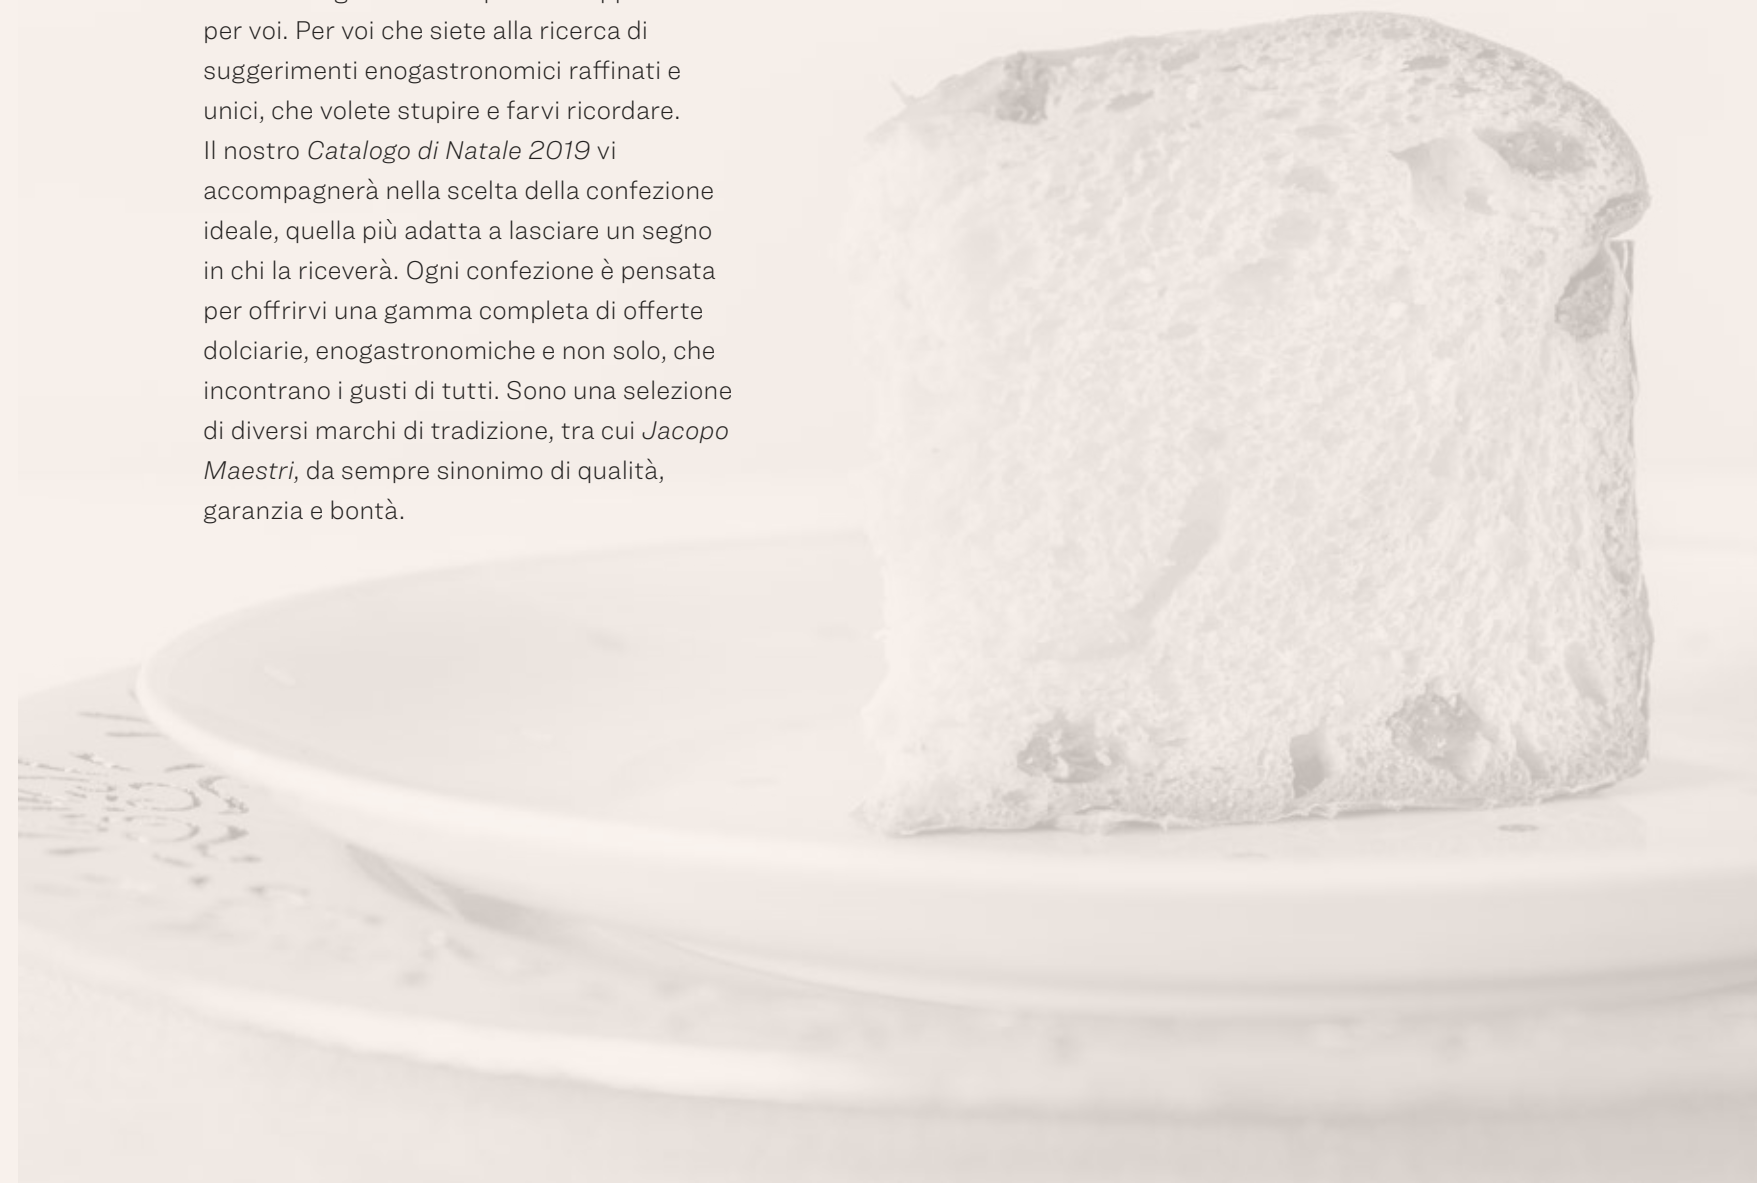 per voi. Per voi che siete alla ricerca di
suggerimenti enogastronomici raffinati e
unici, che volete stupire e farvi ricordare.
Il nostro Catalogo di Natale 2019 vi
accompagnerà nella scelta della confezione
ideale, quella più adatta a lasciare un segno
in chi la riceverà. Ogni confezione è pensata
per offrirvi una gamma completa di offerte
dolciarie, enogastronomiche e non solo, che
incontrano i gusti di tutti. Sono una selezione
di diversi marchi di tradizione, tra cui Jacopo
Maestri, da sempre sinonimo di qualità,
garanzia e bontà.